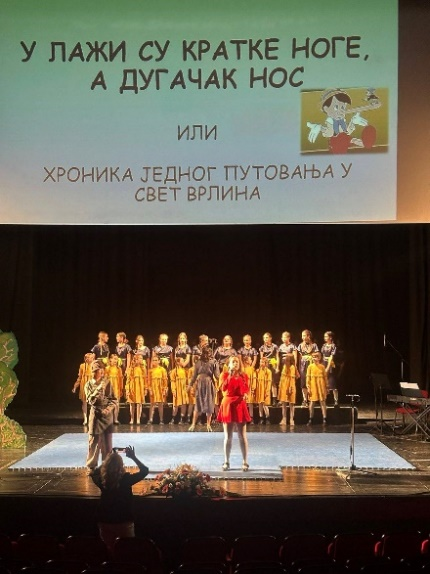 У ЛАЖИ СУ КРАТКЕ НОГЕ,
А ДУГАЧАК НОС
ИЛИ
ХРОНИКА ЈЕДНОГ ПУТОВАЊА У
СВЕТ ВРЛИНА